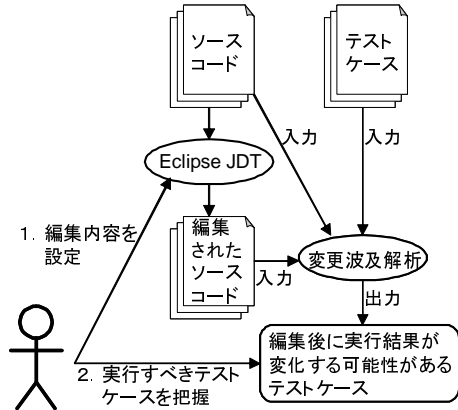 ソース
コード
テスト
ケース
入力
入力
Eclipse JDT
1. 編集内容を
設定
編集
された
ソース
コード
入力
変更波及解析
出力
2. 実行すべきテスト
ケースを把握
編集後に実行結果が
変化する可能性がある
テストケース